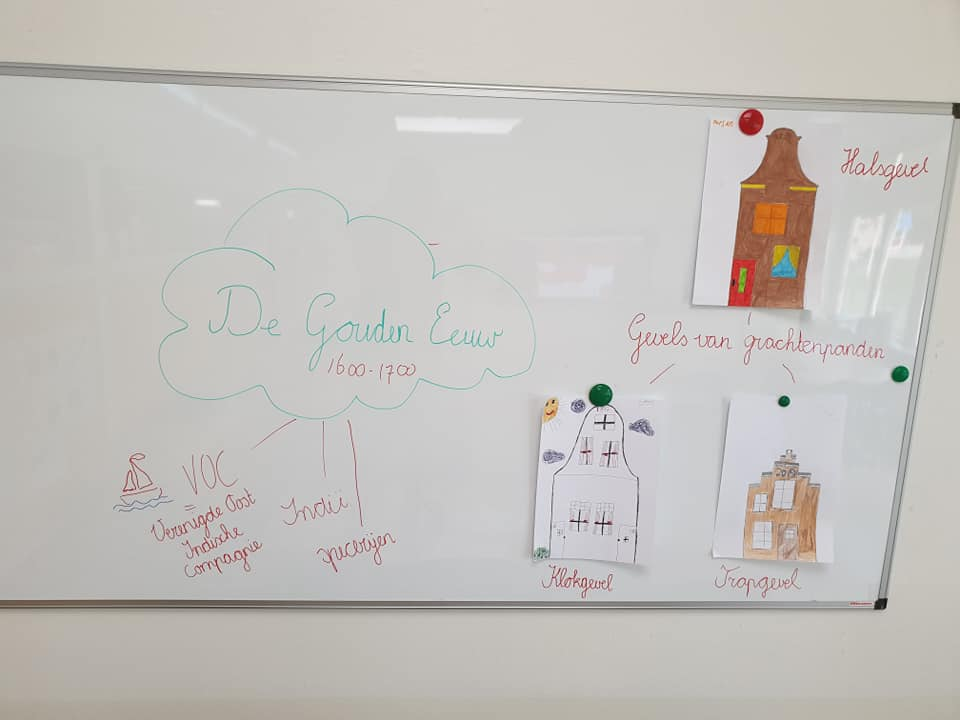 De Gouden Eeuw
1600-1700
VOC
=
Verenigde Oost
Indische
compagnie
Indië
specerijen
Halsgevel
Gevels van grachtenpanden
Klokgevel
Trapgevel